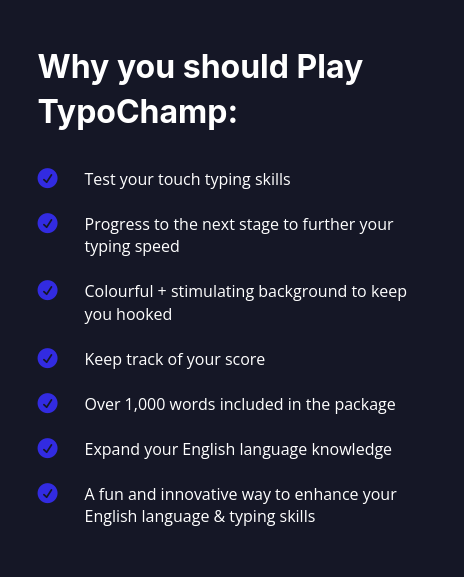 Why you should Play
TypoChamp:
Test your touch typing skills
Progress to the next stage to further your
typing speed
Colourful + stimulating background to keep
you hooked
Keep track of your score
Over 1,000 words included in the package
Expand your English language knowledge
A fun and innovative way to enhance your
English language & typing skills